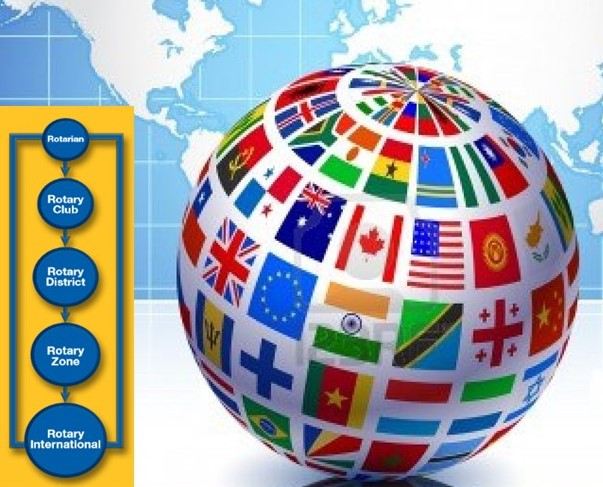 Rotarian
Rotary
Club
Rotary
District
Rotary
Zone
Rotary
International